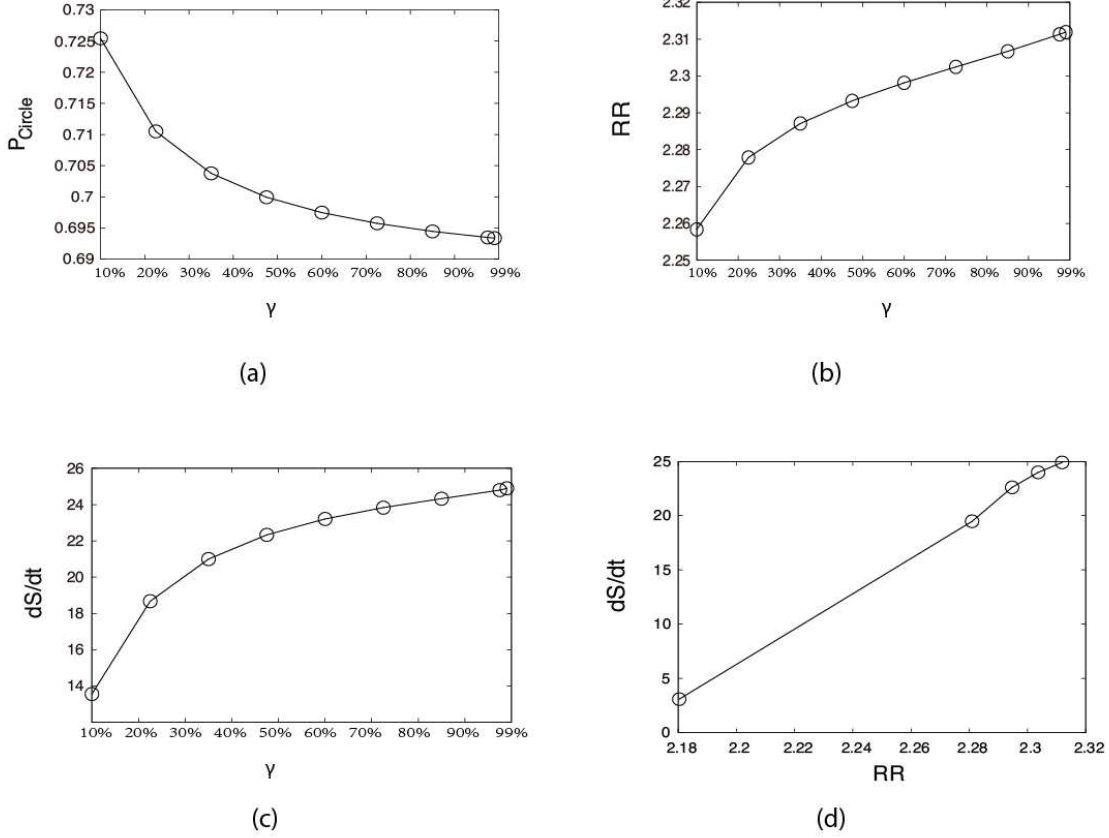 0.73
0.725
0.72
0.715
0.71
0.705
0.7
0.695
0.69
P_Circle
10% 20% 30% 40% 50% 60% 70% 80% 90% 99%
γ
(a)
2.32
2.31
2.3
2.29
2.28
2.27
2.26
2.25
RR
10% 20% 30% 40% 50% 60% 70% 80% 90% 99%
γ
(b)
26
24
22
20
18
16
14
dS/dt
10% 20% 30% 40% 50% 60% 70% 80% 90% 99%
γ
(c)
25
20
15
10
5
0
dS/dt
2.18 2.2 2.22 2.24 2.26 2.28 2.3 2.32
RR
(d)